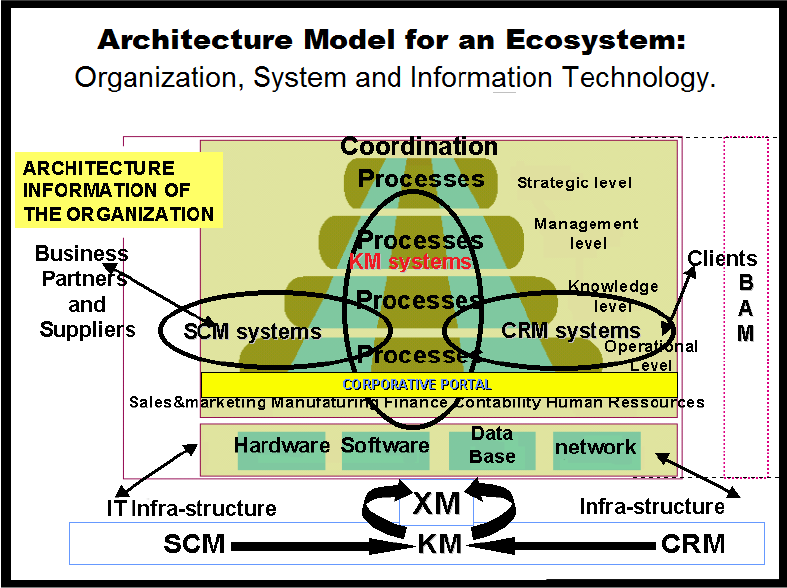 Architecture Model for an Ecosystem:
Organization, System and Information Technology.
Coordination
ARCHITECTURE
INFORMATION OF
THE ORGANIZATION
Processes
Strategic level
Processes
KM systems
Management
level
Business
Partners
and
Suppliers
Clients
B
A
M
Processes
Knowledge
level
SCM systems
CRM systems
Processes
Operational
Level
CORPORATIVE PORTAL
Sales&marketing Manufaturing Finance Contability Human Ressources
Hardware
Software
Data
Base
network
IT Infra-structure
XM
Infra-structure
SCM
KM
CRM